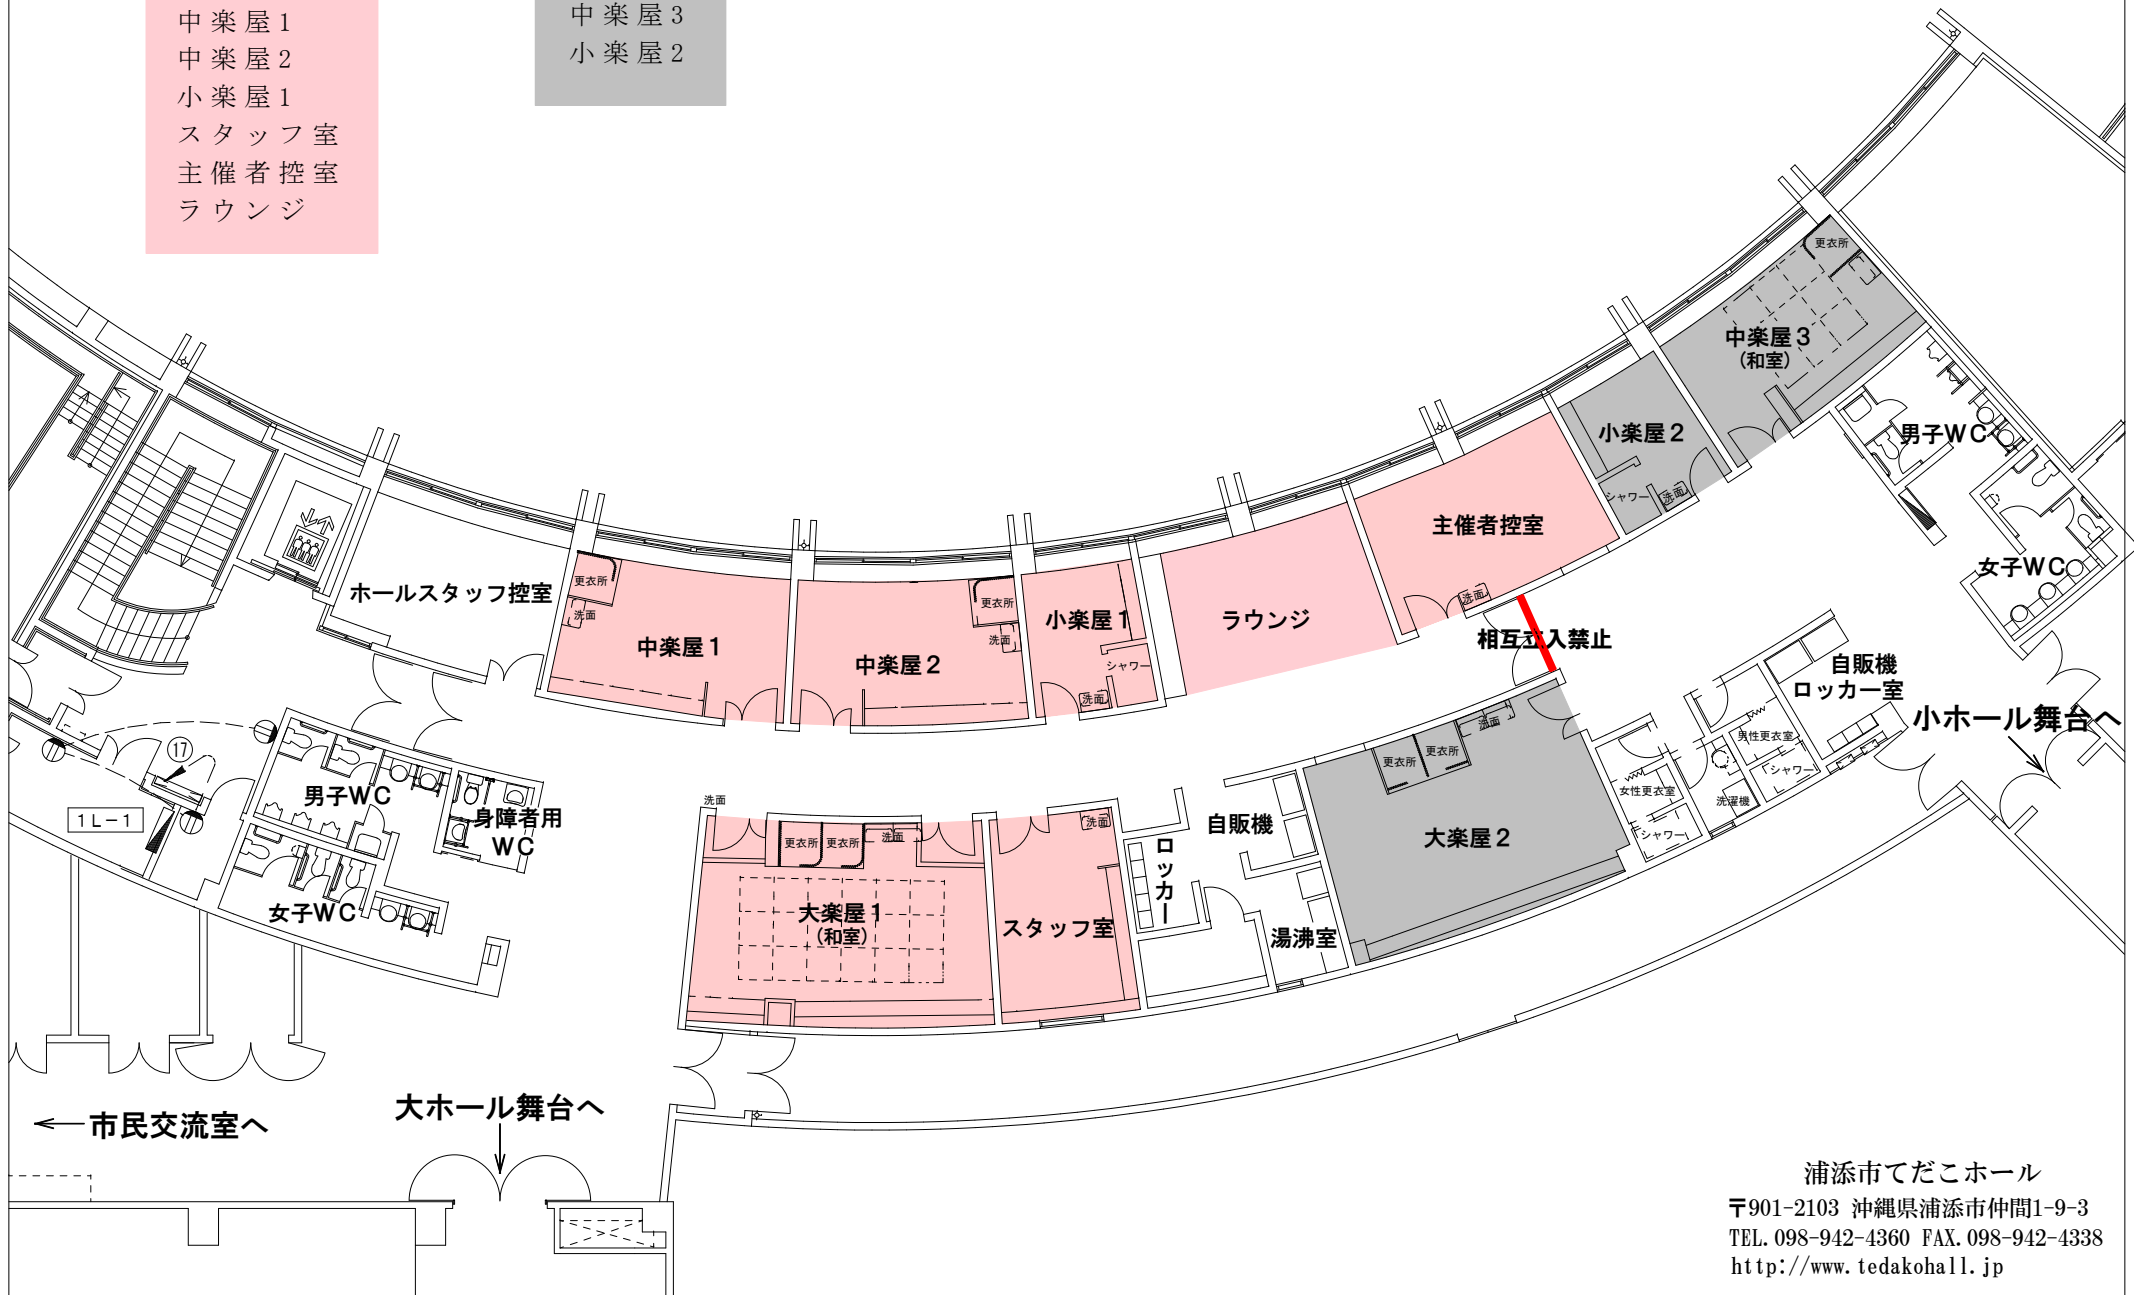 中楽屋1
中楽屋2
小楽屋1
スタッフ室
主催者控室
ラウンジ
中楽屋3
小楽屋2
更衣所
中楽屋3
(和室)
小楽屋2
シャワー
洗面
男子WC
女子WC
主催者控室
洗面
ラウンジ
相互立入禁止
ホールスタッフ控室
更衣所
洗面
中楽屋1
更衣所
洗面
中楽屋2
小楽屋1
シャワー
洗面
自販機
ロッカー室
小ホール舞台へ
男性更衣室
シャワー
洗濯機
女性更衣室
シャワー
洗面
更衣所
更衣所
大楽屋2
自販機
ロッカー
湯沸室
17
1L-1
男子WC
女子WC
身障者用
WC
洗面
更衣所
更衣所
洗面
大楽屋1
(和室)
洗面
スタッフ室
市民交流室へ
大ホール舞台へ
浦添市てだこホール
〒901-2103 沖縄県浦添市仲間1-9-3
TEL.098-942-4360 FAX.098-942-4338
http://www.tedakohall.jp